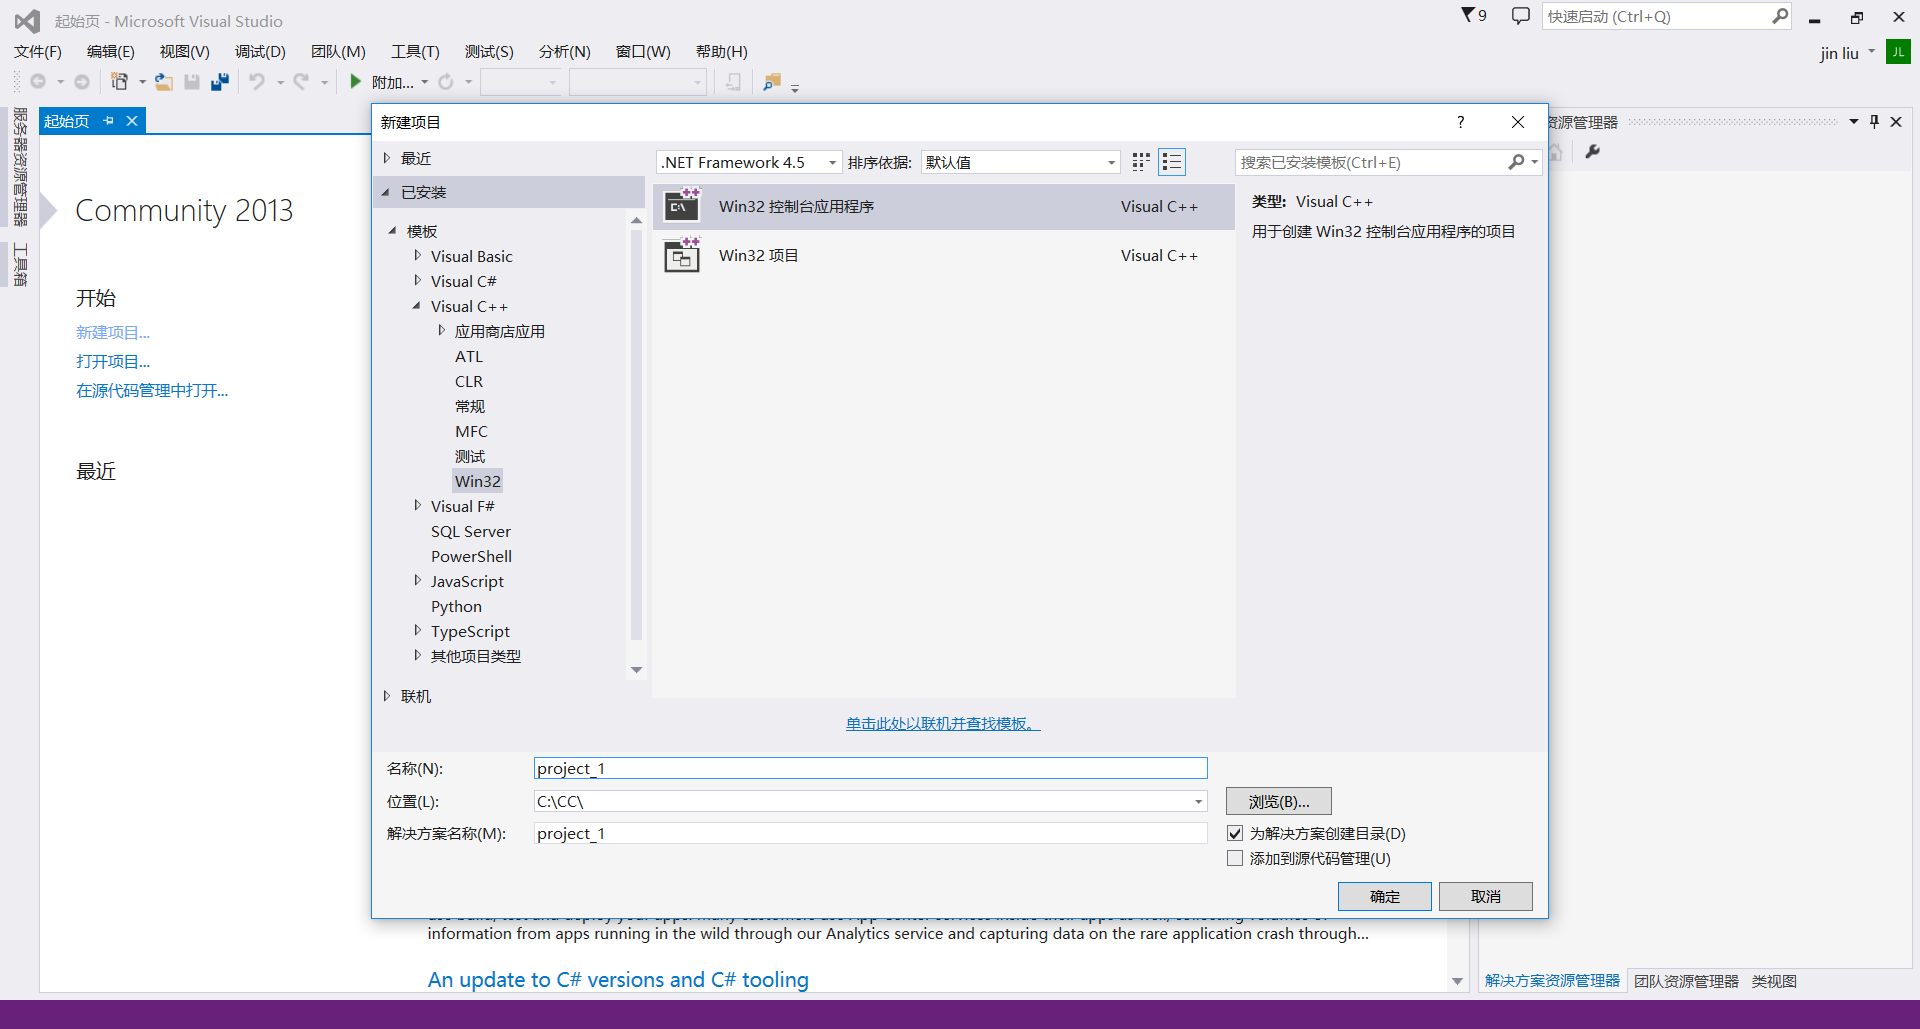 起始页 - Microsoft Visual Studio
9
快速启动 (Ctrl+Q)
文件(F) 编辑(E) 视图(V) 调试(D) 团队(M) 工具(T) 测试(S) 分析(N) 窗口(W) 帮助(H)
jin liu
JL
附加...
服务器资源管理器
工具箱
起始页
Community 2013
开始
新建项目...
打开项目...
在源代码管理中打开...
最近
新建项目
?
最近
已安装
模板
Visual Basic
Visual C#
Visual C++
应用商店应用
ATL
CLR
常规
MFC
测试
Win32
Visual F#
SQL Server
PowerShell
JavaScript
Python
TypeScript
其他项目类型
联机
.NET Framework 4.5 排序依据: 默认值
搜索已安装模板(Ctrl+E)
C:\
Win32 控制台应用程序 Visual C++
Win32 项目 Visual C++
类型: Visual C++
用于创建 Win32 控制台应用程序的项目
单击此处以联机并查找模板。
名称(N): project_1
位置(L): C:\CC\
浏览(B)...
解决方案名称(M): project_1
为解决方案创建目录(D)
添加到源代码管理(U)
确定 取消
资源管理器
information from apps running in the wild through our Analytics service and capturing data on the rare application crash through...
An update to C# versions and C# tooling
解决方案资源管理器 团队资源管理器 类视图